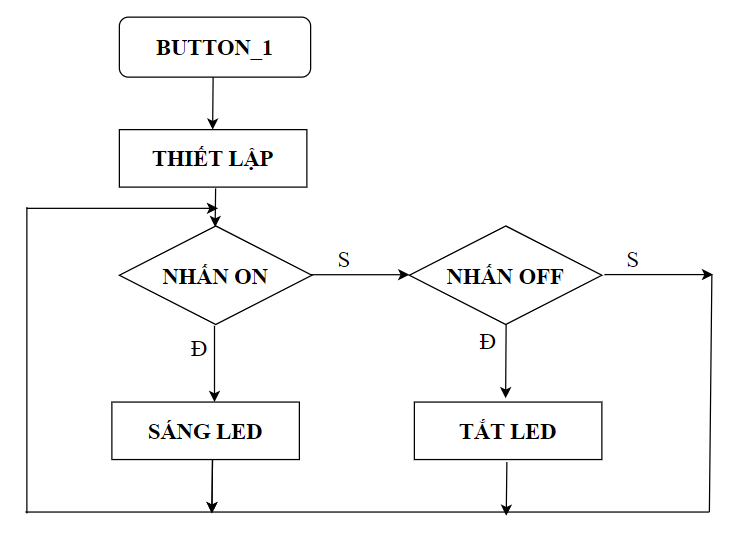 BUTTON_1
THIẾT LẬP
NHẤN ON
S
NHẤN OFF
S
Đ
Đ
SÁNG LED
TẮT LED